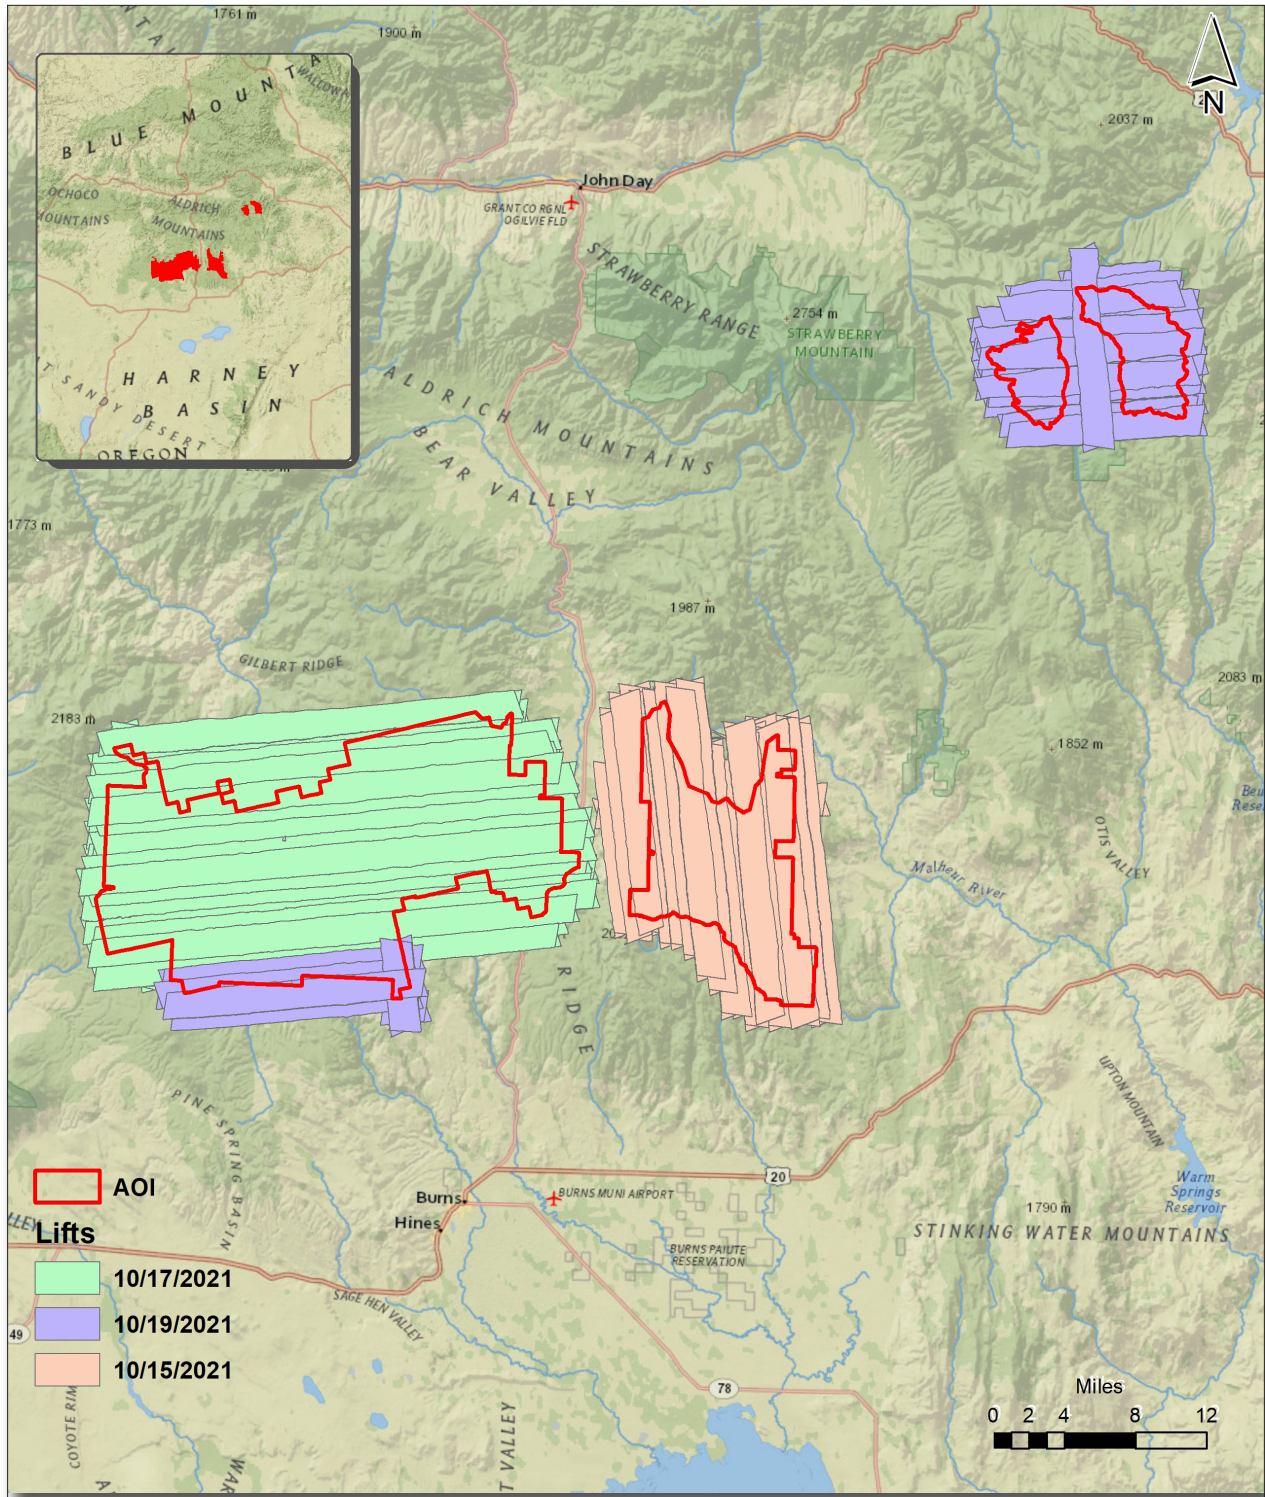 1761 m
1900 m
N
2037 m
BLUE MOUNTA
WALLOWA
OCHOCO
MOUNTAINS
ALDRICH
MOUNTAINS
HARNEY
BASIN
T SANDY DESERT
OREGON
John Day
GRANT CO RGNL
OGILVIE FLD
STRAWBERRY RANGE
2754 m
STRAWBERRY
MOUNTAIN
ALDRICH MOUNTAINS
BEAR VALLEY
1773 m
1987 m
GILBERT RIDGE
2183 m
2083 m
1852 m
OTIS VALLEY
Malheur River
RIDGE
PINE SPRING BASIN
UPTON MOUNTAIN
AOI
Lifts
10/17/2021
10/19/2021
10/15/2021
20
Burns
BURNS MUNI AIRPORT
Hines
BURNS PAIUTE
RESERVATION
Warm
Springs
Reservoir
1790 m
STINKING WATER MOUNTAINS
SAGE HEN VALLEY
49
78
COYOTE RIM
T VALLEY
Miles
0 2 4 8 12